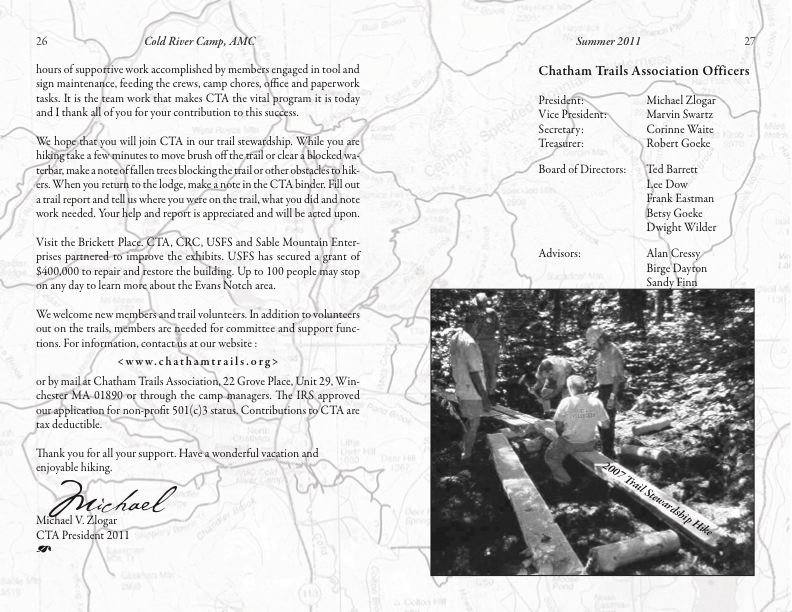 26
Cold River Camp, AMC
hours of supportive work accomplished by members engaged in tool and
sign maintenance, feeding the crews, camp chores, office and paperwork
tasks. It is the team work that makes CTA the vital program it is today
and I thank all of you for your contribution to this success.
We hope that you will join CTA in our trail stewardship. While you are
hiking take a few minutes to move brush off the trail or clear a blocked wa-
terbar, make a note of fallen trees blocking the trail or other obstacles to hik-
ers. When you return to the lodge, make a note in the CTA binder. Fill out
a trail report and tell us where you were on the trail, what you did and note
work needed. Your help and report is appreciated and will be acted upon.
Visit the Brickett Place. CTA, CRC, USFS and Sable Mountain Enter-
prises partnered to improve the exhibits. USFS has secured a grant of
$400,000 to repair and restore the building. Up to 100 people may stop
on any day to learn more about the Evans Notch area.
We welcome new members and trail volunteers. In addition to volunteers
out on the trails, members are needed for committee and support func-
tions. For information, contact us at our website :
<www.chathamtrails.org>
or by mail at Chatham Trails Association, 22 Grove Place, Unit 29, Win-
chester MA 01890 or through the camp managers. The IRS approved
our application for non-profit 501(c)3 status. Contributions to CTA are
tax deductible.
Thank you for all your support. Have a wonderful vacation and
enjoyable hiking.
Michael
Michael V. Zlogar
CTA President 2011
Summer 2011
27
Chatham Trails Association Officers
President: Michael Zlogar
Vice President: Marvin Swartz
Secretary: Corinne Waite
Treasurer: Robert Goeke
Board of Directors: Ted Barrett
Lee Dow
Frank Eastman
Betsy Goeke
Dwight Wilder
Advisors: Alan Cressy
Birge Dayton
Sandy Finn
2007 Trail Stewardship Hike